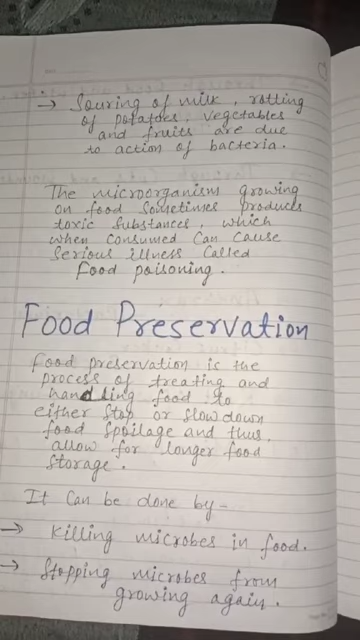 → Souring of milk, rotting
of potatoes, vegetables
and fruits are due
to action of bacteria.
The microorganism growing
on food Sometimes produces
toxic Substances, which
when consumed can cause
Serious illness called
food poisoning.
Food Preservation
Food preservation is the
process of treating and
handling food to
either stop or slow down
food spoilage and thus,
allow for longer food
storage.
It can be done by-
→ Killing microbes in food.
→ Stopping microbes from
growing again.